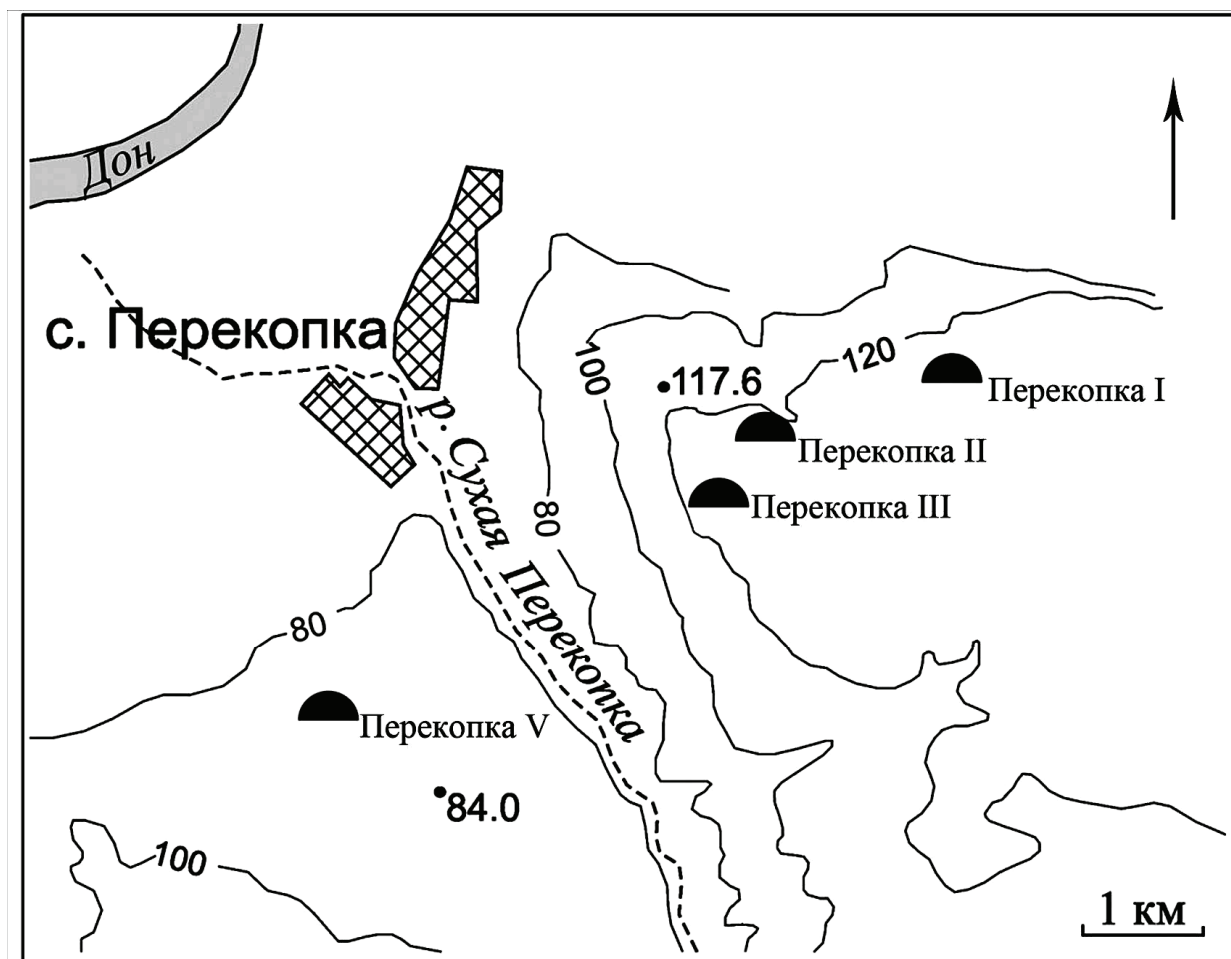 Дон
с. Перекопка
100
120
117.6
Перекопка I
Перекопка II
Перекопка III
80
р. Сухая Перекопка
80
Перекопка V
84.0
100
1 км